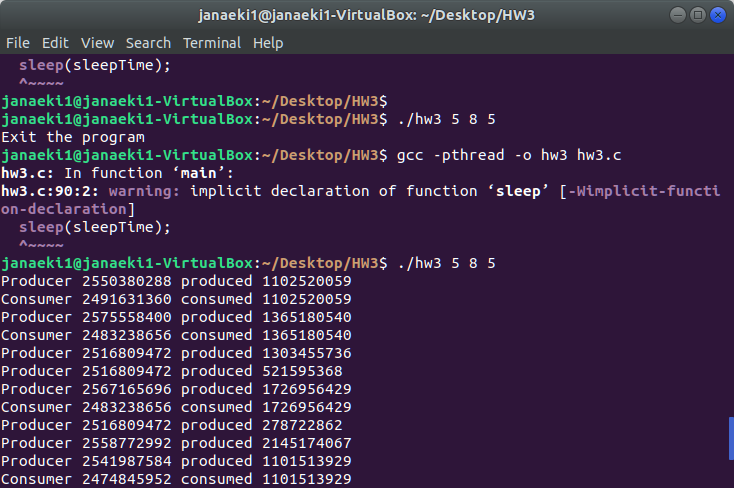 janaeki1@janaeki1-VirtualBox: ~/Desktop/HW3
File Edit View Search Terminal Help
  sleep(sleepTime);
  ^~~~~
janaeki1@janaeki1-VirtualBox:~/Desktop/HW3$
janaeki1@janaeki1-VirtualBox:~/Desktop/HW3$ ./hw3 5 8 5
Exit the program
janaeki1@janaeki1-VirtualBox:~/Desktop/HW3$ gcc -pthread -o hw3 hw3.c
hw3.c: In function ‘main’:
hw3.c:90:2: warning: implicit declaration of function ‘sleep’ [-Wimplicit-functi
on-declaration]
  sleep(sleepTime);
  ^~~~~
janaeki1@janaeki1-VirtualBox:~/Desktop/HW3$ ./hw3 5 8 5
Producer 2550380288 produced 1102520059
Consumer 2491631360 consumed 1102520059
Producer 2575558400 produced 1365180540
Consumer 2483238656 consumed 1365180540
Producer 2516809472 produced 1303455736
Producer 2516809472 produced 521595368
Producer 2567165696 produced 1726956429
Consumer 2483238656 consumed 1726956429
Producer 2516809472 produced 278722862
Producer 2558772992 produced 2145174067
Producer 2541987584 produced 1101513929
Consumer 2474845952 consumed 1101513929